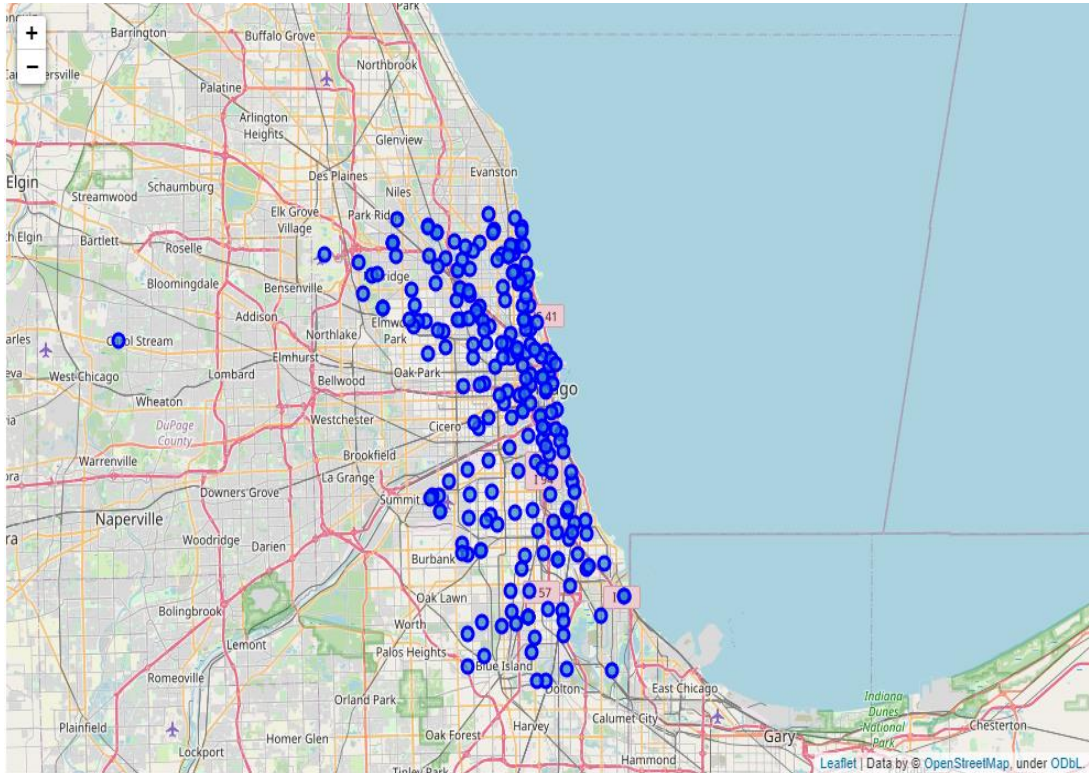 Park
Barrington
Buffalo Grove
Northbrook
Palatine
Arlington
Heights
Glenview
Des Plaines
Niles
Evanston
Elgin
Streamwood
Schaumburg
Elk Grove
Village
Park
Bartlett
Roselle
Bloomingdale
Bensenville
Addison
Northlake
Park
41
Stream
Elmhurst
Oak Park
West Chicago
Lombard
Bellwood
Wheaton
Westchester
Cicero
DuPage
County
Brookfield
Warrenville
La Grange
Downers Grove
Summit
Naperville
Woodridge
Darien
Burbank
Oak Lawn
57
Bolingbrook
Worth
Lemont
Palos Heights
Romeoville
Blue Island
Dolton
East Chicago
Orland Park
Indiana
Dunes
National
Park
Plainfield
Harvey
Calumet City
Chesterton
Homer Glen
Oak Forest
Gary
Lockport
Hammond
Tinley Park
Leaflet | Data by © OpenStreetMap, under ODbL.
+
−